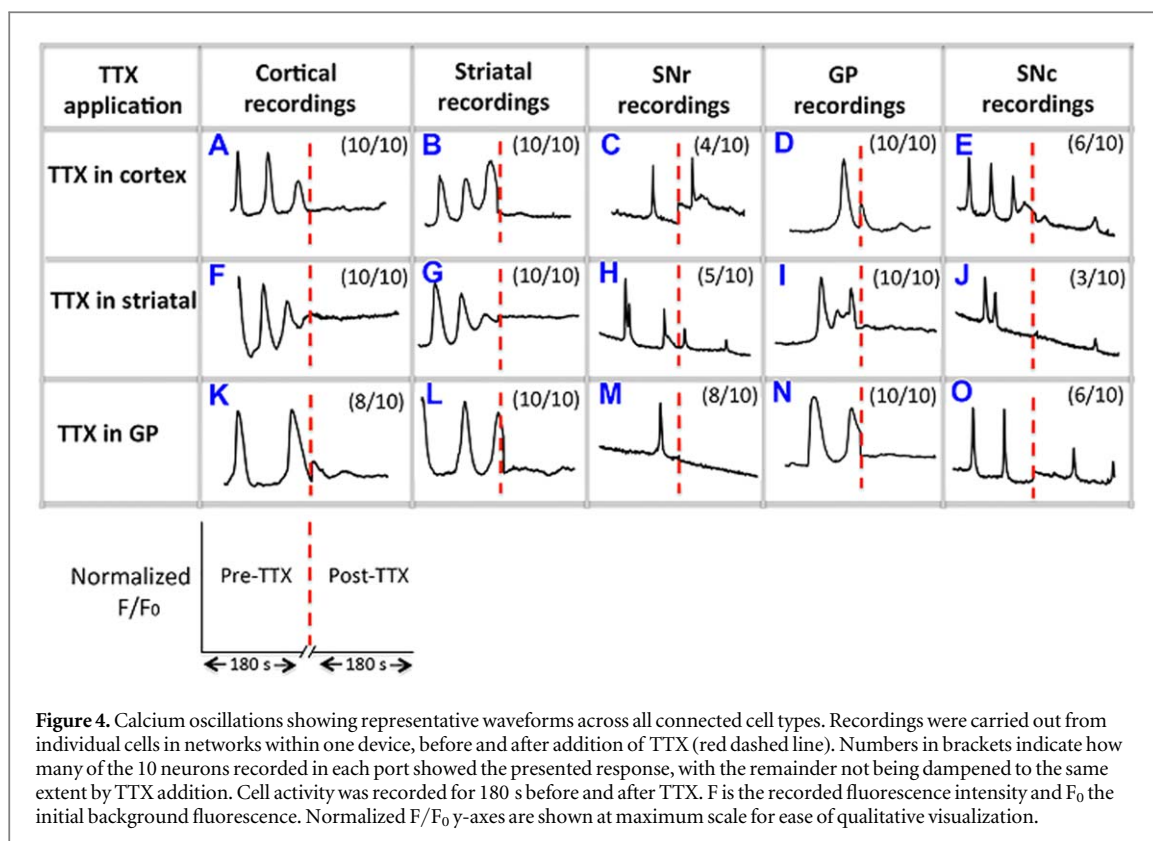 TTX application
Cortical recordings
Striatal recordings
SNr recordings
GP recordings
SNc recordings
TTX in cortex
A (10/10)
B (10/10)
C (4/10)
D (10/10)
E (6/10)
TTX in striatal
F (10/10)
G (10/10)
H (5/10)
I (10/10)
J (3/10)
TTX in GP
K (8/10)
L (10/10)
M (8/10)
N (10/10)
O (6/10)
Normalized
F/F₀
Pre-TTX
Post-TTX
180 s
180 s
Figure 4. Calcium oscillations showing representative waveforms across all connected cell types. Recordings were carried out from
individual cells in networks within one device, before and after addition of TTX (red dashed line). Numbers in brackets indicate how
many of the 10 neurons recorded in each port showed the presented response, with the remainder not being dampened to the same
extent by TTX addition. Cell activity was recorded for 180 s before and after TTX. F is the recorded fluorescence intensity and F₀ the
initial background fluorescence. Normalized F/F₀ y-axes are shown at maximum scale for ease of qualitative visualization.